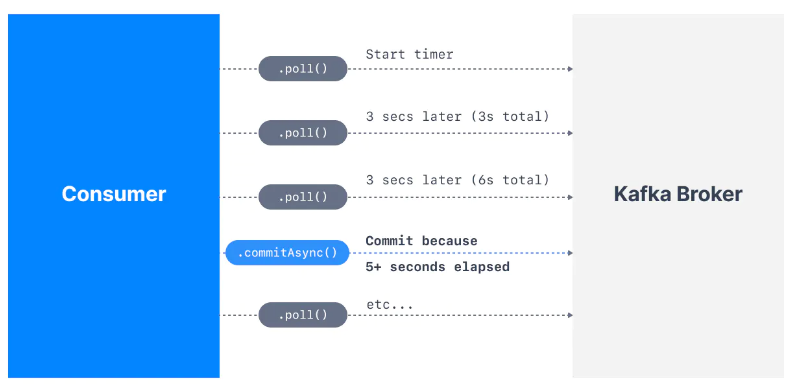 Start timer
.poll()
3 secs later (3s total)
.poll()
3 secs later (6s total)
.poll()
Consumer
Kafka Broker
Commit because
.commitAsync()
5+ seconds elapsed
etc...
.poll()